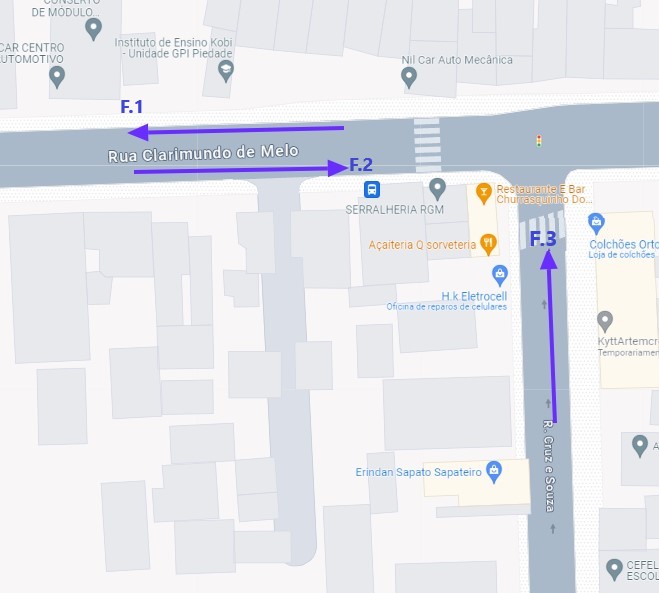 CONSERTO
DE MÓDULO...
CAR CENTRO
AUTOMOTIVO
Instituto de Ensino Kobi
- Unidade GPI Piedade
Nil Car Auto Mecânica
F.1
Rua Clarimundo de Melo
F.2
SERRALHERIA RGM
Restaurante E Bar
Churrasquinho Do...
Açaiteria Q sorveteria
F.3
Colchões Orto
Loja de colchões
H.k Eletrocell
Oficina de reparos de celulares
KyttArtemcr
Temporariamen
R. Cruz e Souza
A
Erindan Sapato Sapateiro
CEFEL
ESCOL